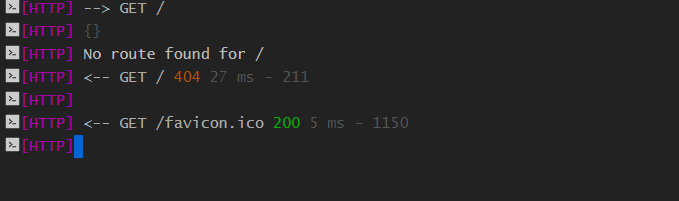 [HTTP] --> GET /
[HTTP] {}
[HTTP] No route found for /
[HTTP] <-- GET / 404 27 ms - 211
[HTTP]
[HTTP] <-- GET /favicon.ico 200 5 ms - 1150
[HTTP]